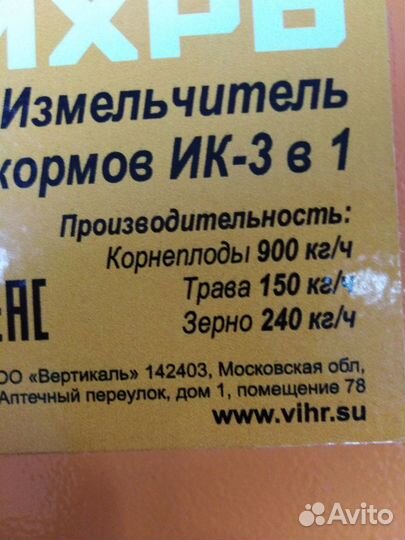 ИХРЬ
Измельчитель
кормов ИК-3 в 1
Производительность:
Корнеплоды 900 кг/ч
Трава 150 кг/ч
Зерно 240 кг/ч
EAC
ОО «Вертикаль» 142403, Московская обл,
Аптечный переулок, дом 1, помещение 78
www.vihr.su
Avito